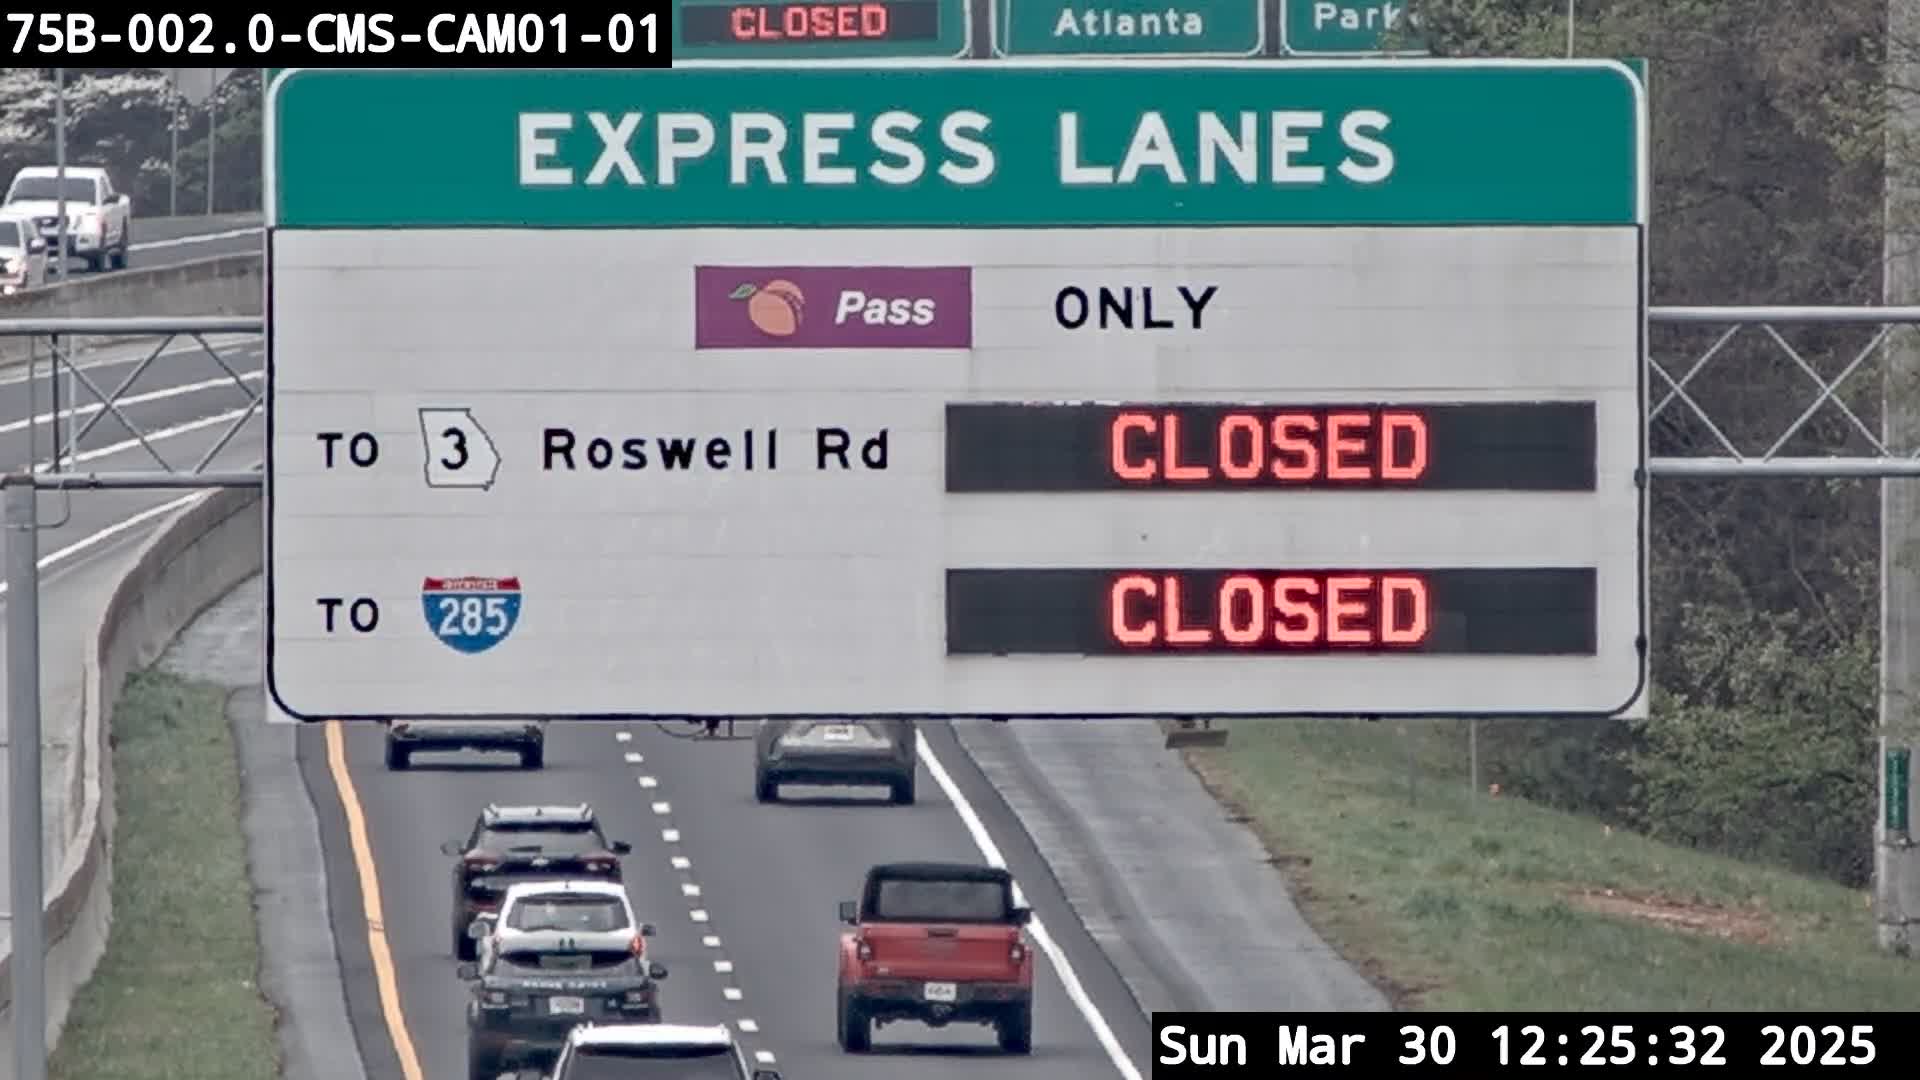 75B-002.0-CMS-CAM01-01
CLOSED
Atlanta
Park
EXPRESS LANES
Pass ONLY
TO 3 Roswell Rd CLOSED
TO 285 CLOSED
Sun Mar 30 12:25:32 2025